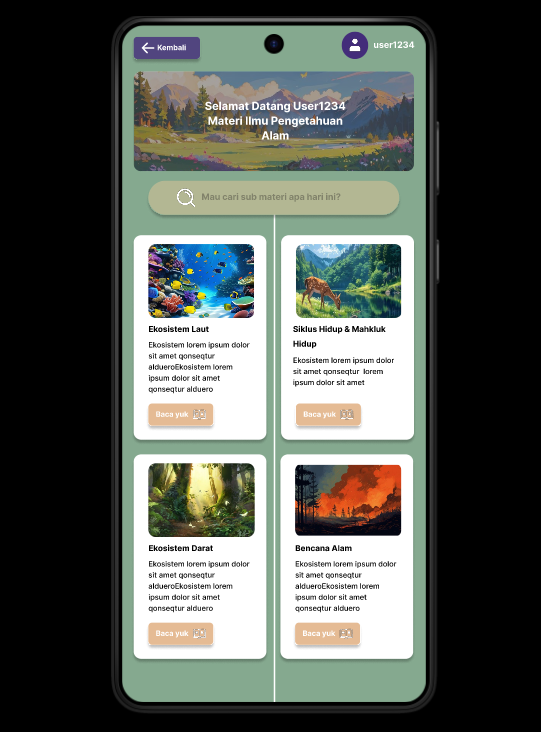 Kembali
user1234
Selamat Datang User1234
Materi Ilmu Pengetahuan
Alam
Mau cari sub materi apa hari ini?
Ekosistem Laut
Ekosistem lorem ipsum dolor
sit amet qonseqtur
aldueroEkosistem lorem
ipsum dolor sit amet
qonseqtur alduero
Baca yuk
Siklus Hidup & Mahkluk
Hidup
Ekosistem lorem ipsum dolor
sit amet qonseqtur lorem
ipsum dolor sit amet
Baca yuk
Ekosistem Darat
Ekosistem lorem ipsum dolor
sit amet qonseqtur
aldueroEkosistem lorem
ipsum dolor sit amet
qonseqtur alduero
Baca yuk
Bencana Alam
Ekosistem lorem ipsum dolor
sit amet qonseqtur
aldueroEkosistem lorem
ipsum dolor sit amet
qonseqtur alduero
Baca yuk